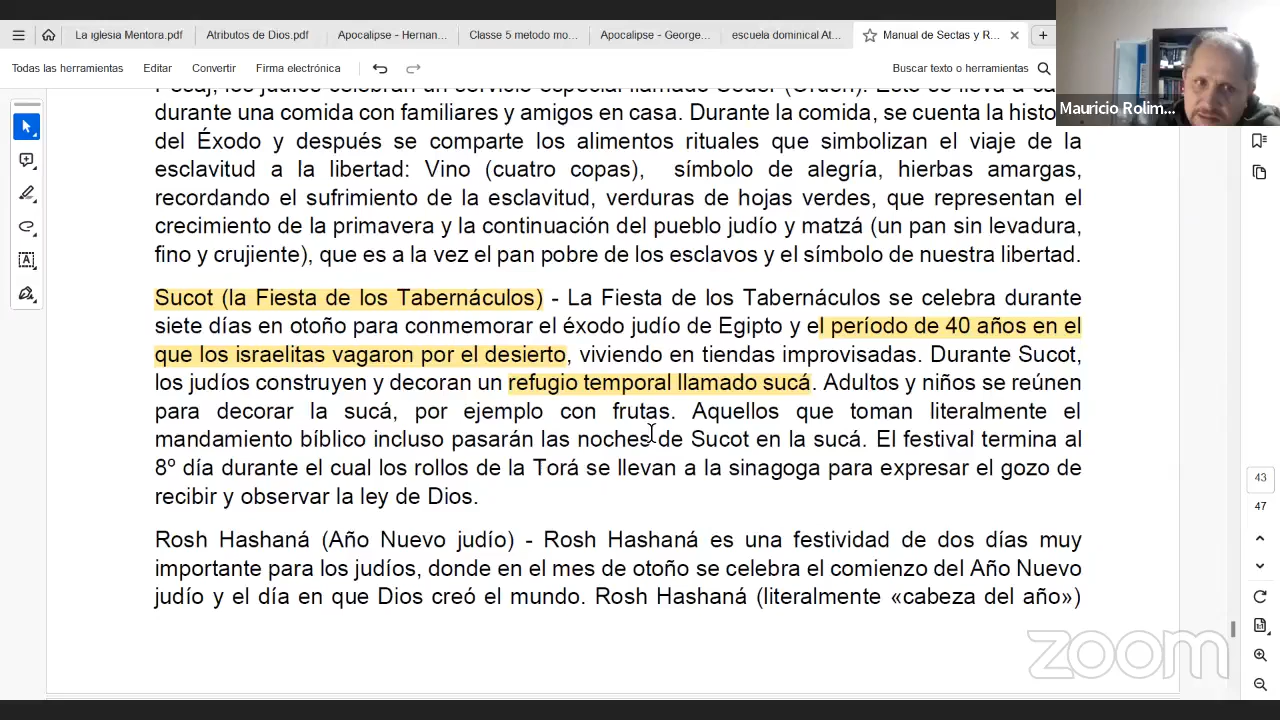 La iglesia Mentora.pdf
Atributos de Dios.pdf
Apocalipse - Hernan...
Classe 5 metodo mo...
Apocalipse - George...
escuela dominical At...
Manual de Sectas y R...
Todas las herramientas
Editar
Convertir
Firma electrónica
Buscar texto o herramientas
Mauricio Rolim...
durante una comida con familiares y amigos en casa. Durante la comida, se cuenta la histo
del Éxodo y después se comparte los alimentos rituales que simbolizan el viaje de la
esclavitud a la libertad: Vino (cuatro copas), símbolo de alegría, hierbas amargas,
recordando el sufrimiento de la esclavitud, verduras de hojas verdes, que representan el
crecimiento de la primavera y la continuación del pueblo judío y matzá (un pan sin levadura,
fino y crujiente), que es a la vez el pan pobre de los esclavos y el símbolo de nuestra libertad.
Sucot (la Fiesta de los Tabernáculos) - La Fiesta de los Tabernáculos se celebra durante
siete días en otoño para conmemorar el éxodo judío de Egipto y el período de 40 años en el
que los israelitas vagaron por el desierto, viviendo en tiendas improvisadas. Durante Sucot,
los judíos construyen y decoran un refugio temporal llamado sucá. Adultos y niños se reúnen
para decorar la sucá, por ejemplo con frutas. Aquellos que toman literalmente el
mandamiento bíblico incluso pasarán las noches de Sucot en la sucá. El festival termina al
8º día durante el cual los rollos de la Torá se llevan a la sinagoga para expresar el gozo de
recibir y observar la ley de Dios.
Rosh Hashaná (Año Nuevo judío) - Rosh Hashaná es una festividad de dos días muy
importante para los judíos, donde en el mes de otoño se celebra el comienzo del Año Nuevo
judío y el día en que Dios creó el mundo. Rosh Hashaná (literalmente «cabeza del año»)
43
47
zoom